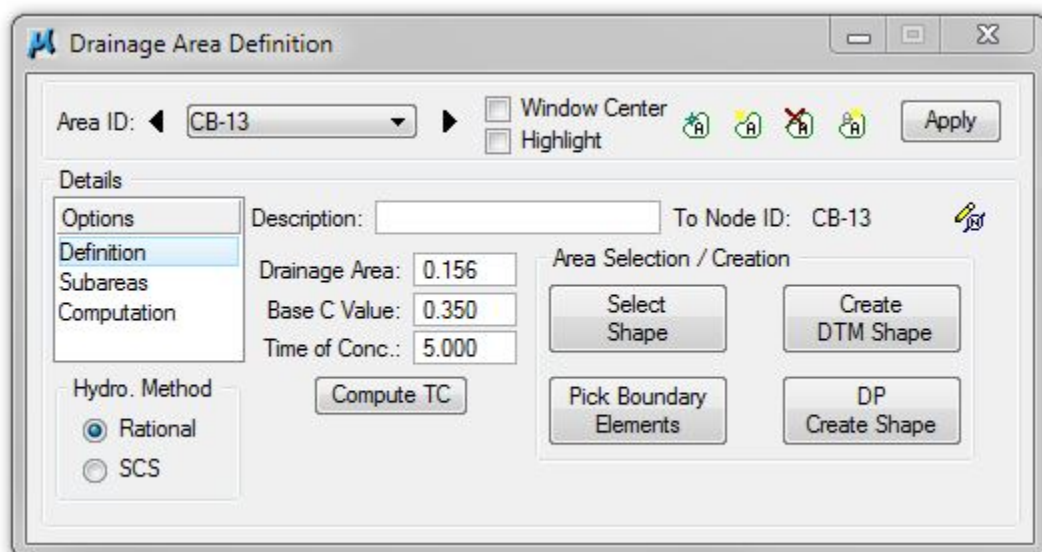 Drainage Area Definition
Area ID: CB-13
Window Center
Highlight
Apply
Details
Options
Definition
Subareas
Computation
Description:
To Node ID: CB-13
Drainage Area: 0.156
Base C Value: 0.350
Time of Conc.: 5.000
Compute TC
Area Selection / Creation
Select
Shape
Create
DTM Shape
Pick Boundary
Elements
DP
Create Shape
Hydro. Method
Rational
SCS